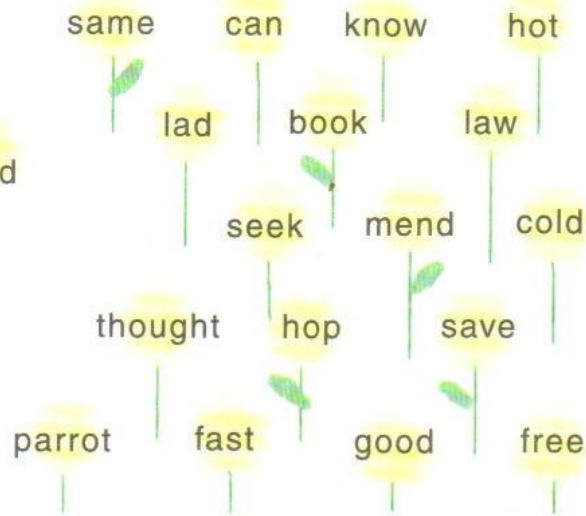 same can know hot
lad book law
d
seek mend cold
thought hop save
parrot fast good free